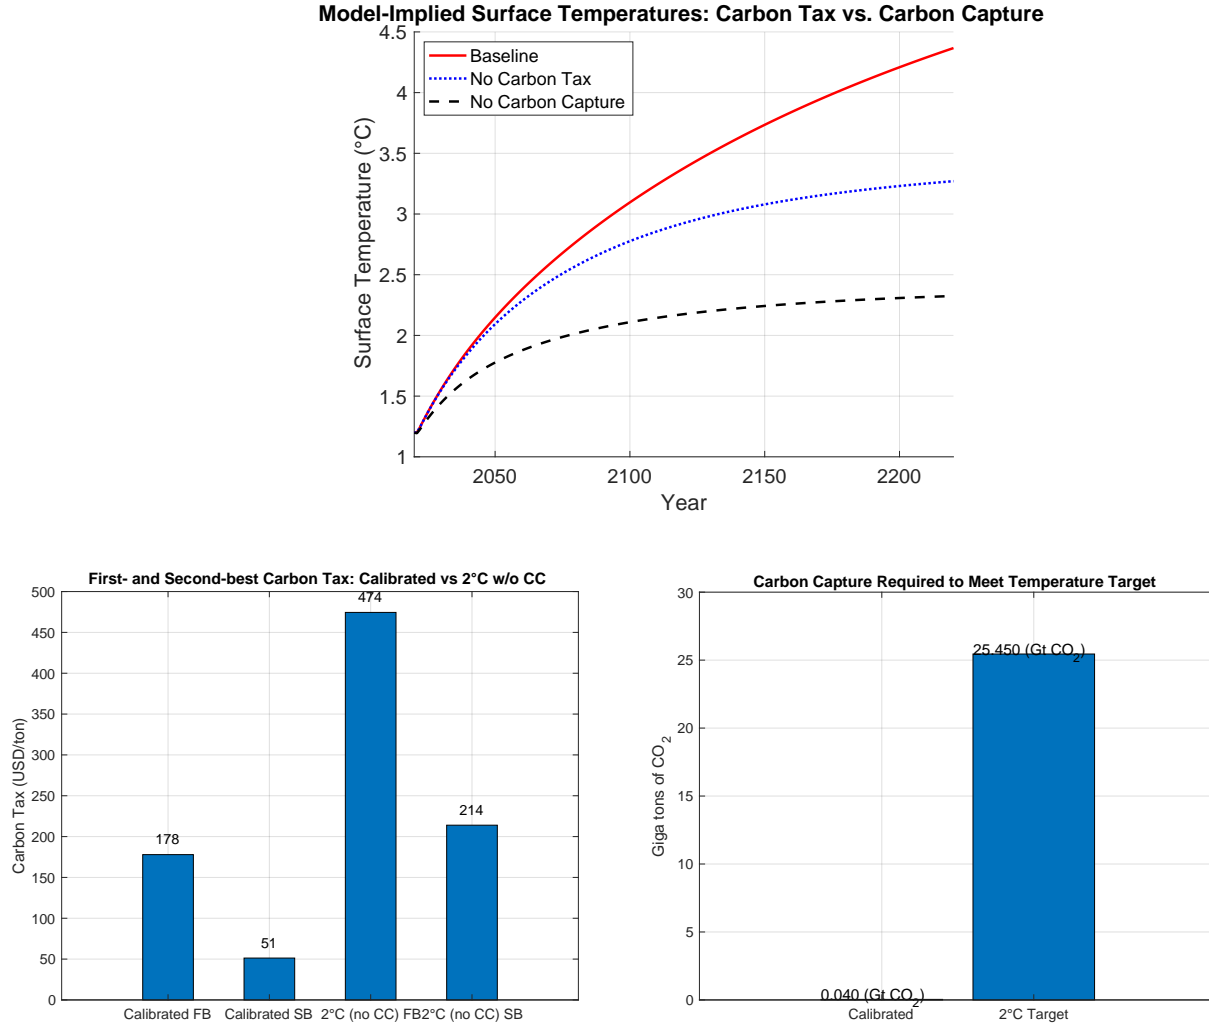 Model-Implied Surface Temperatures: Carbon Tax vs. Carbon Capture
4.5
4
3.5
3
2.5
2
1.5
1
Surface Temperature (°C)
Baseline
No Carbon Tax
No Carbon Capture
2050 2100 2150 2200
Year
First- and Second-best Carbon Tax: Calibrated vs 2°C w/o CC
500
450
400
350
300
250
200
150
100
50
0
Carbon Tax (USD/ton)
178
51
474
214
Calibrated FB Calibrated SB 2°C (no CC) FB 2°C (no CC) SB
Carbon Capture Required to Meet Temperature Target
30
25
20
15
10
5
0
Giga tons of CO2
0.040 (Gt CO2)
25.450 (Gt CO2)
Calibrated 2°C Target